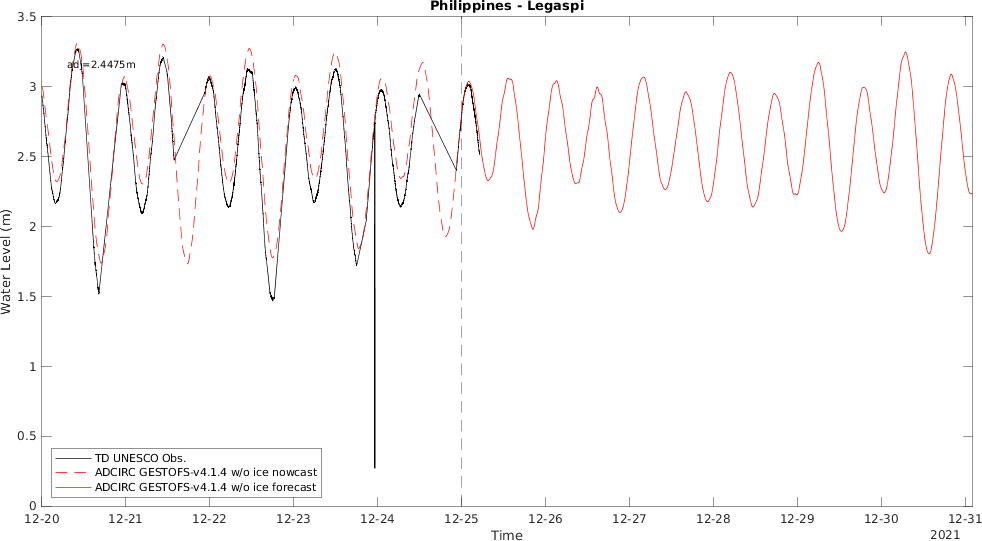 Philippines - Legaspi
3.5
adj=2.4475m
3
2.5
2
1.5
1
0.5
0
Water Level (m)
TD UNESCO Obs.
ADCIRC GESTOFS-v4.1.4 w/o ice nowcast
ADCIRC GESTOFS-v4.1.4 w/o ice forecast
12-20 12-21 12-22 12-23 12-24 12-25 12-26 12-27 12-28 12-29 12-30 12-31
Time
2021